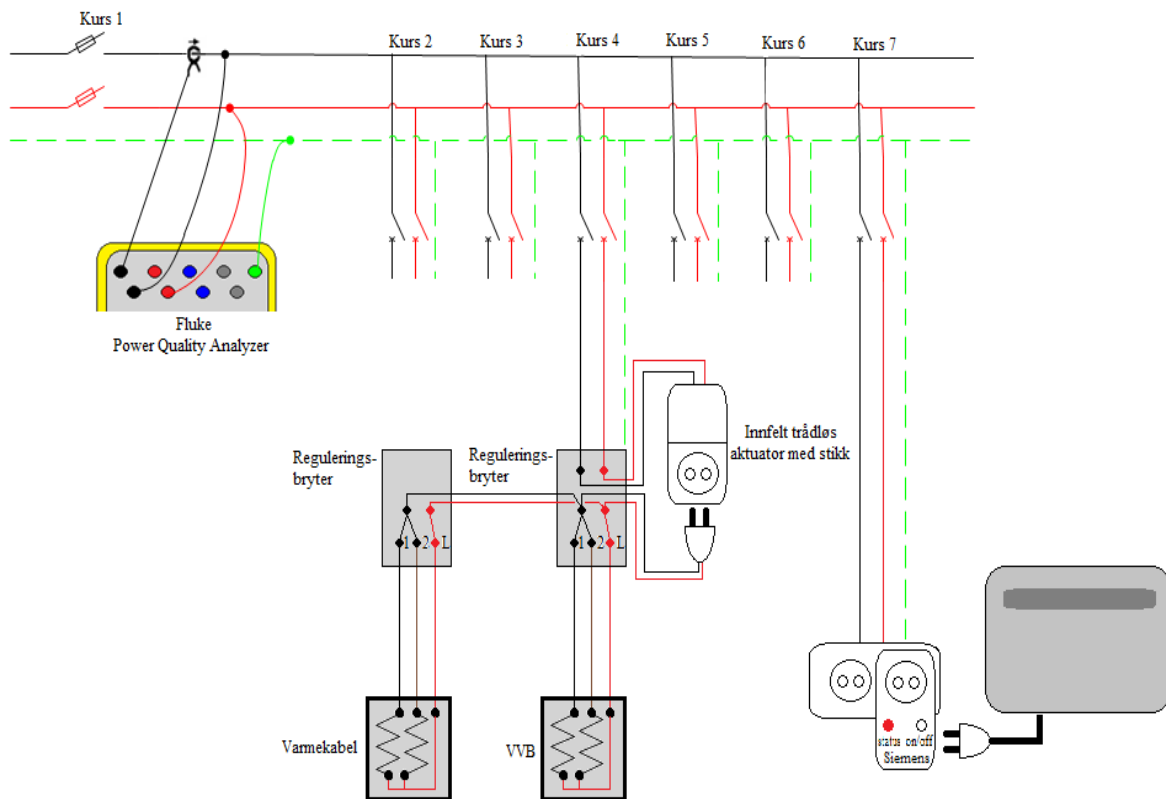 Kurs 1
Kurs 2
Kurs 3
Kurs 4
Kurs 5
Kurs 6
Kurs 7
Fluke
Power Quality Analyzer
Regulerings-
bryter
Regulerings-
bryter
Innfelt trådløs
aktuator med stikk
1 2 L
1 2 L
status on/off
Siemens
Varmekabel
VVB